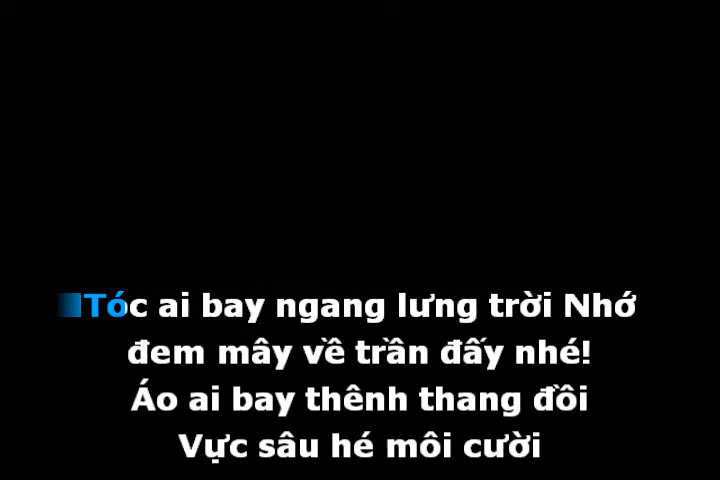 Tóc ai bay ngang lưng trời Nhớ
đem mây về trần đấy nhé!
Áo ai bay thênh thang đồi
Vực sâu hé môi cười